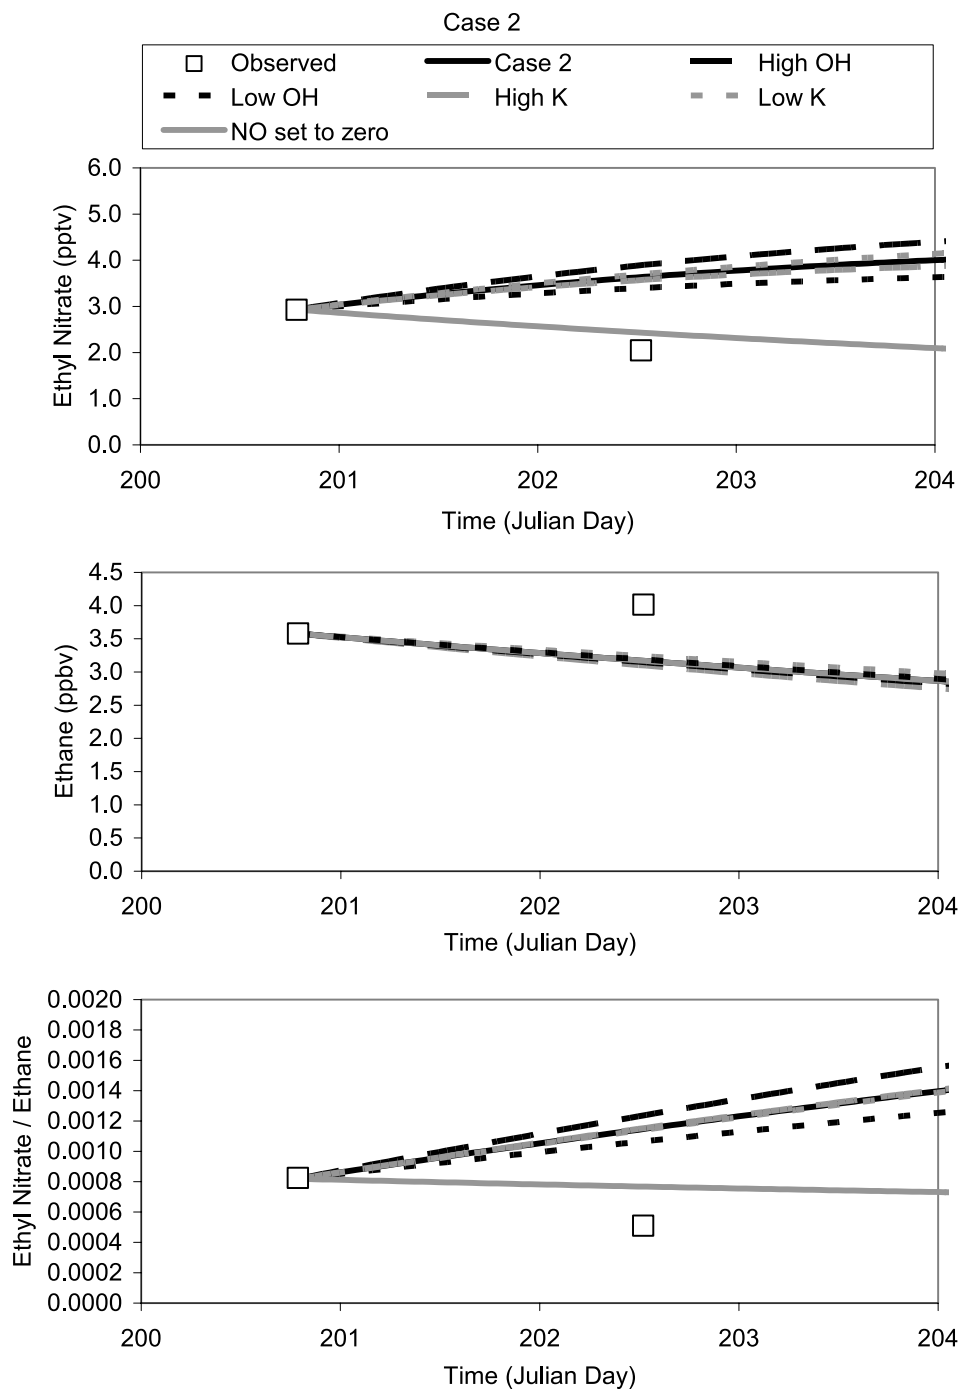 Case 2
Observed Case 2 High OH
Low OH High K Low K
NO set to zero
Ethyl Nitrate (pptv)
6.0
5.0
4.0
3.0
2.0
1.0
0.0
200 201 202 203 204
Time (Julian Day)
Ethane (ppbv)
4.5
4.0
3.5
3.0
2.5
2.0
1.5
1.0
0.5
0.0
200 201 202 203 204
Time (Julian Day)
Ethyl Nitrate / Ethane
0.0020
0.0018
0.0016
0.0014
0.0012
0.0010
0.0008
0.0006
0.0004
0.0002
0.0000
200 201 202 203 204
Time (Julian Day)